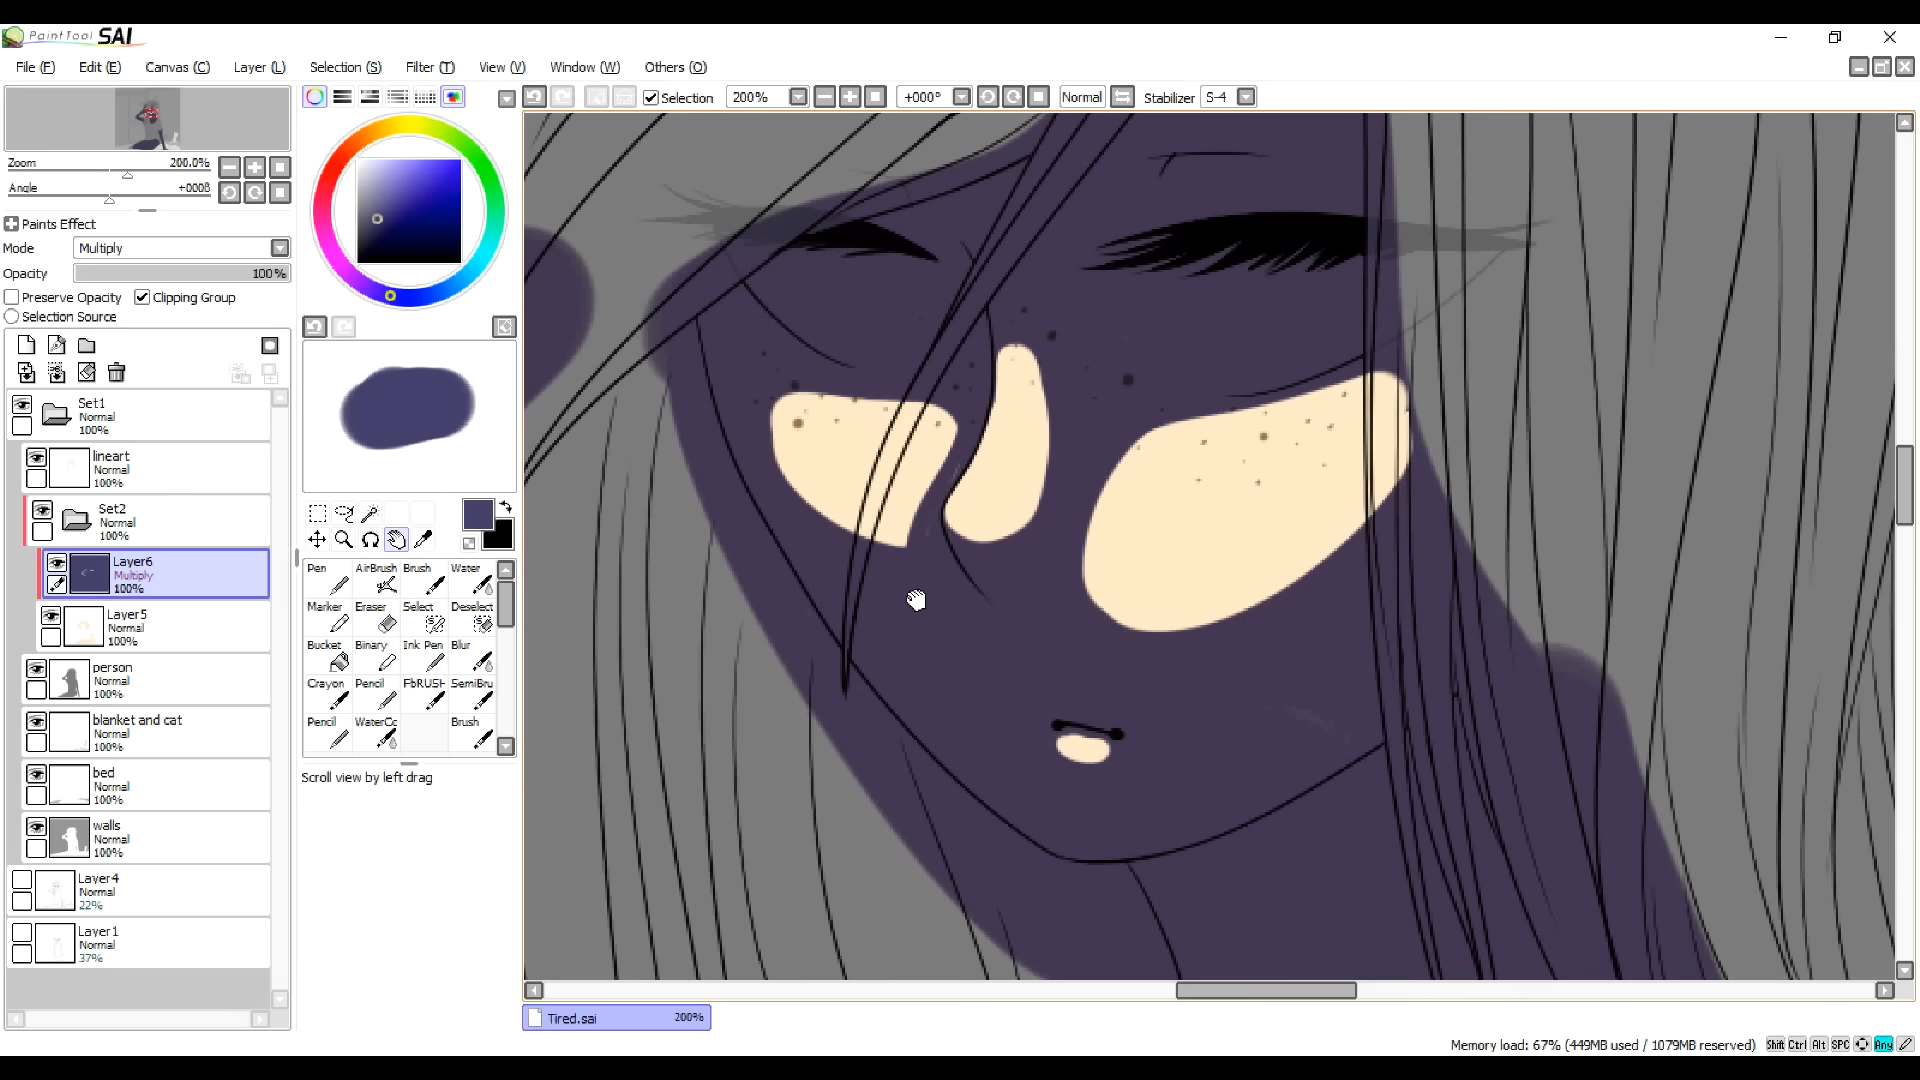 PaintTool SAI
File (F) Edit (E) Canvas (C) Layer (L) Selection (S) Filter (T) View (V) Window (W) Others (O)
Selection 200% +000° Normal Stabilizer S-4
Zoom 200.0%
Angle +0008
Paints Effect
Mode Multiply
Opacity 100%
Preserve Opacity Clipping Group
Selection Source
Set1
Normal
100%
lineart
Normal
100%
Set2
Normal
100%
Layer6
Multiply
100%
Layer5
Normal
100%
person
Normal
100%
blanket and cat
Normal
100%
bed
Normal
100%
walls
Normal
100%
Layer4
Normal
22%
Layer1
Normal
37%
Pen AirBrush Brush Water
Marker Eraser Select Deselect
Bucket Binary Ink Pen Blur
Crayon Pencil FbRUSH SemiBru
Pencil WaterCc Brush
Scroll view by left drag
Tired.sai 200%
Memory load: 67% (449MB used / 1079MB reserved) Shift Ctrl Alt SPC Any